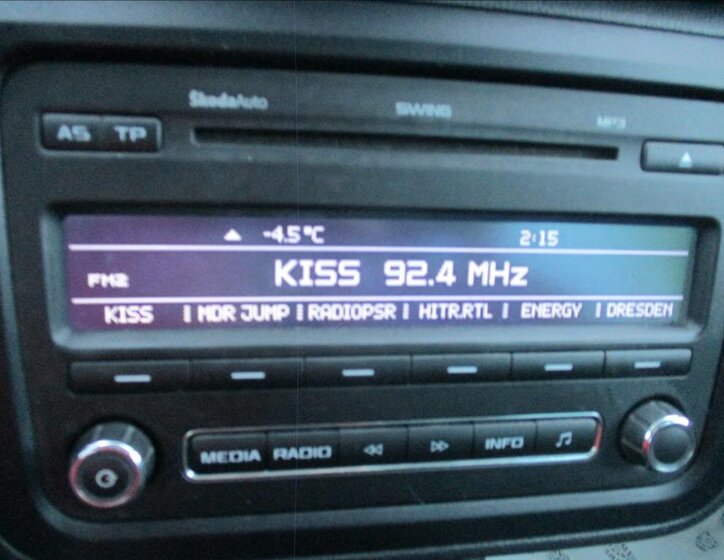 ŠkodaAuto SWING MP3
AS TP
-4.5°C 2:15
FM2 KISS 92.4 MHz
KISS | MDR JUMP | RADIOPSR | HITR.RTL | ENERGY | DRESDEN
MEDIA RADIO INFO